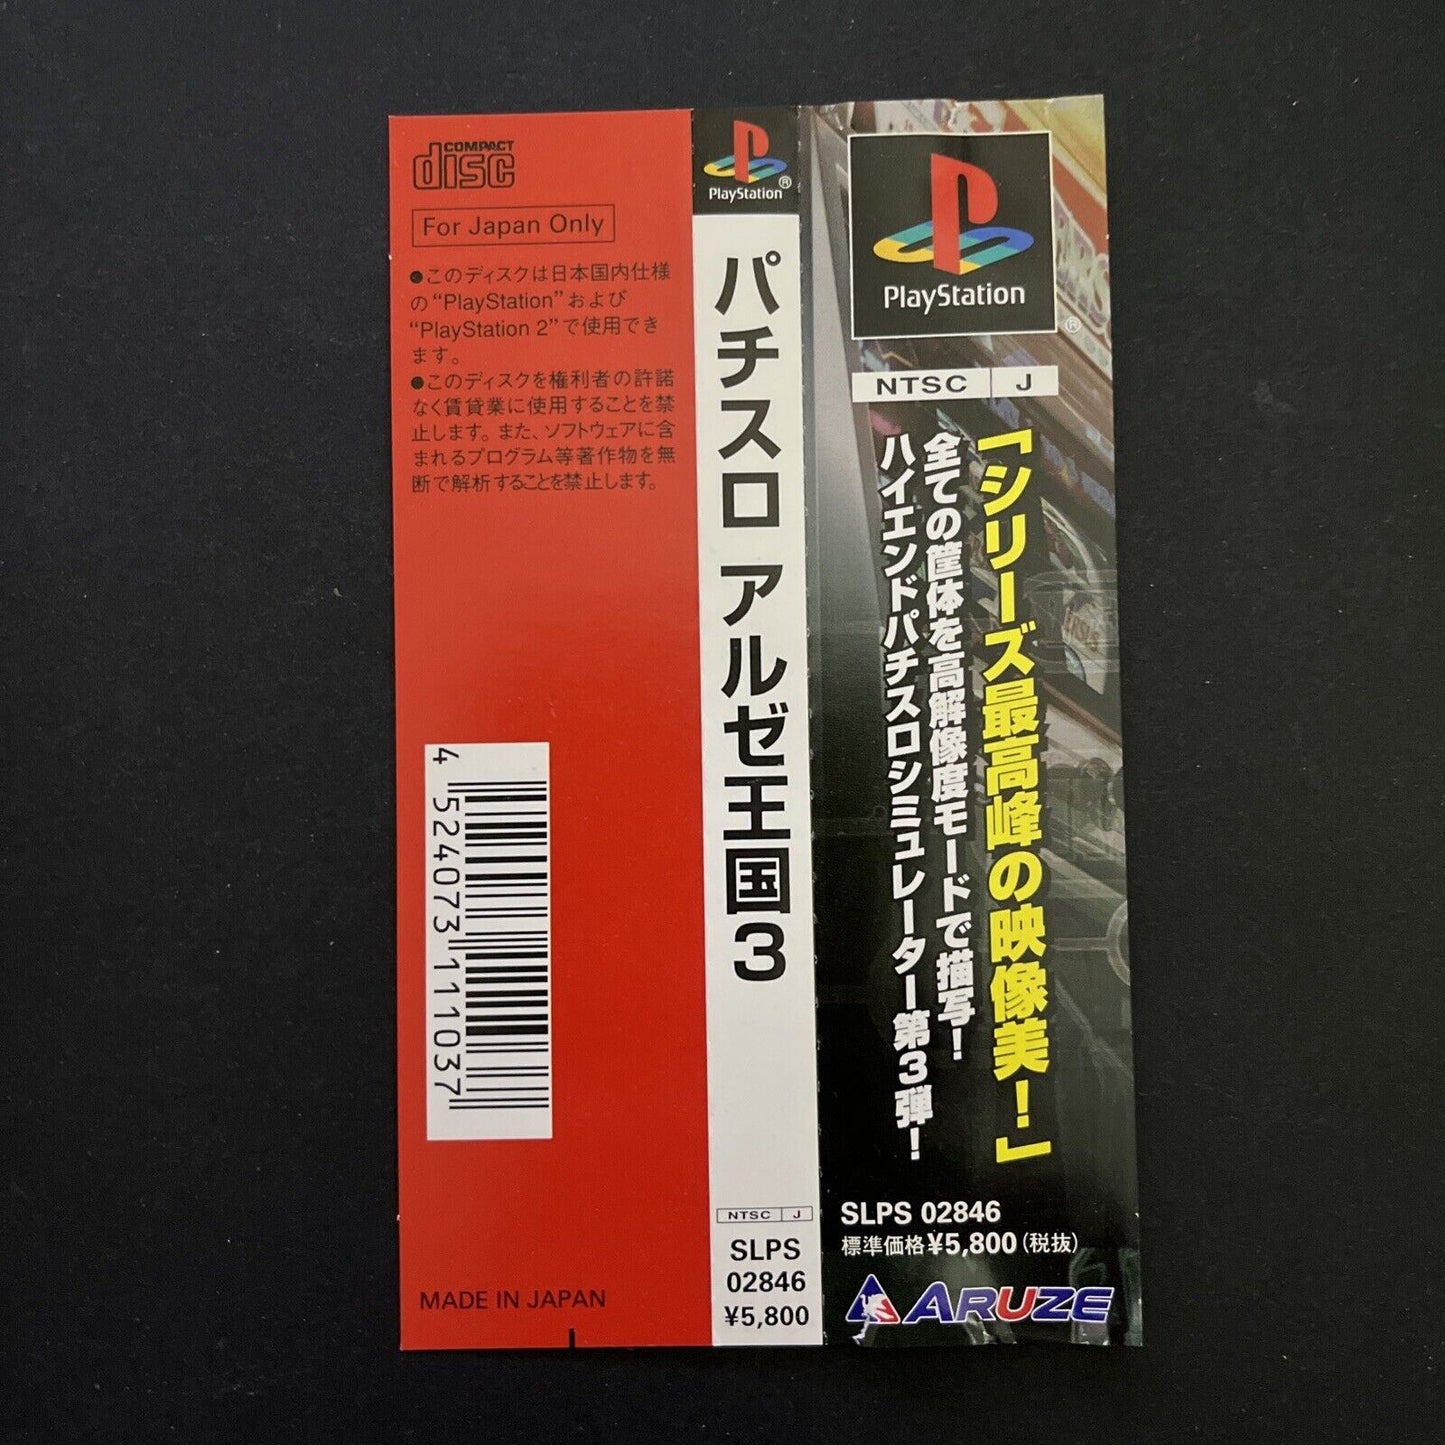 COMPACT
disc
For Japan Only
●このディスクは日本国内仕様
の“PlayStation”および
“PlayStation 2”で使用でき
ます。
●このディスクを権利者の許諾
なく賃貸業に使用することを禁
止します。また、ソフトウェアに含
まれるプログラム等著作物を無
断で解析することを禁止します。
4 524073 111037
MADE IN JAPAN
PlayStation®
パチスロ アルゼ王国3
NTSC J
SLPS
02846
¥5,800
PlayStation
®
NTSC J
「シリーズ最高峰の映像美！」
全ての筐体を高解像度モードで描写！
ハイエンドパチスロシミュレーター第3弾！
SLPS 02846
標準価格¥5,800（税抜）
ARUZE